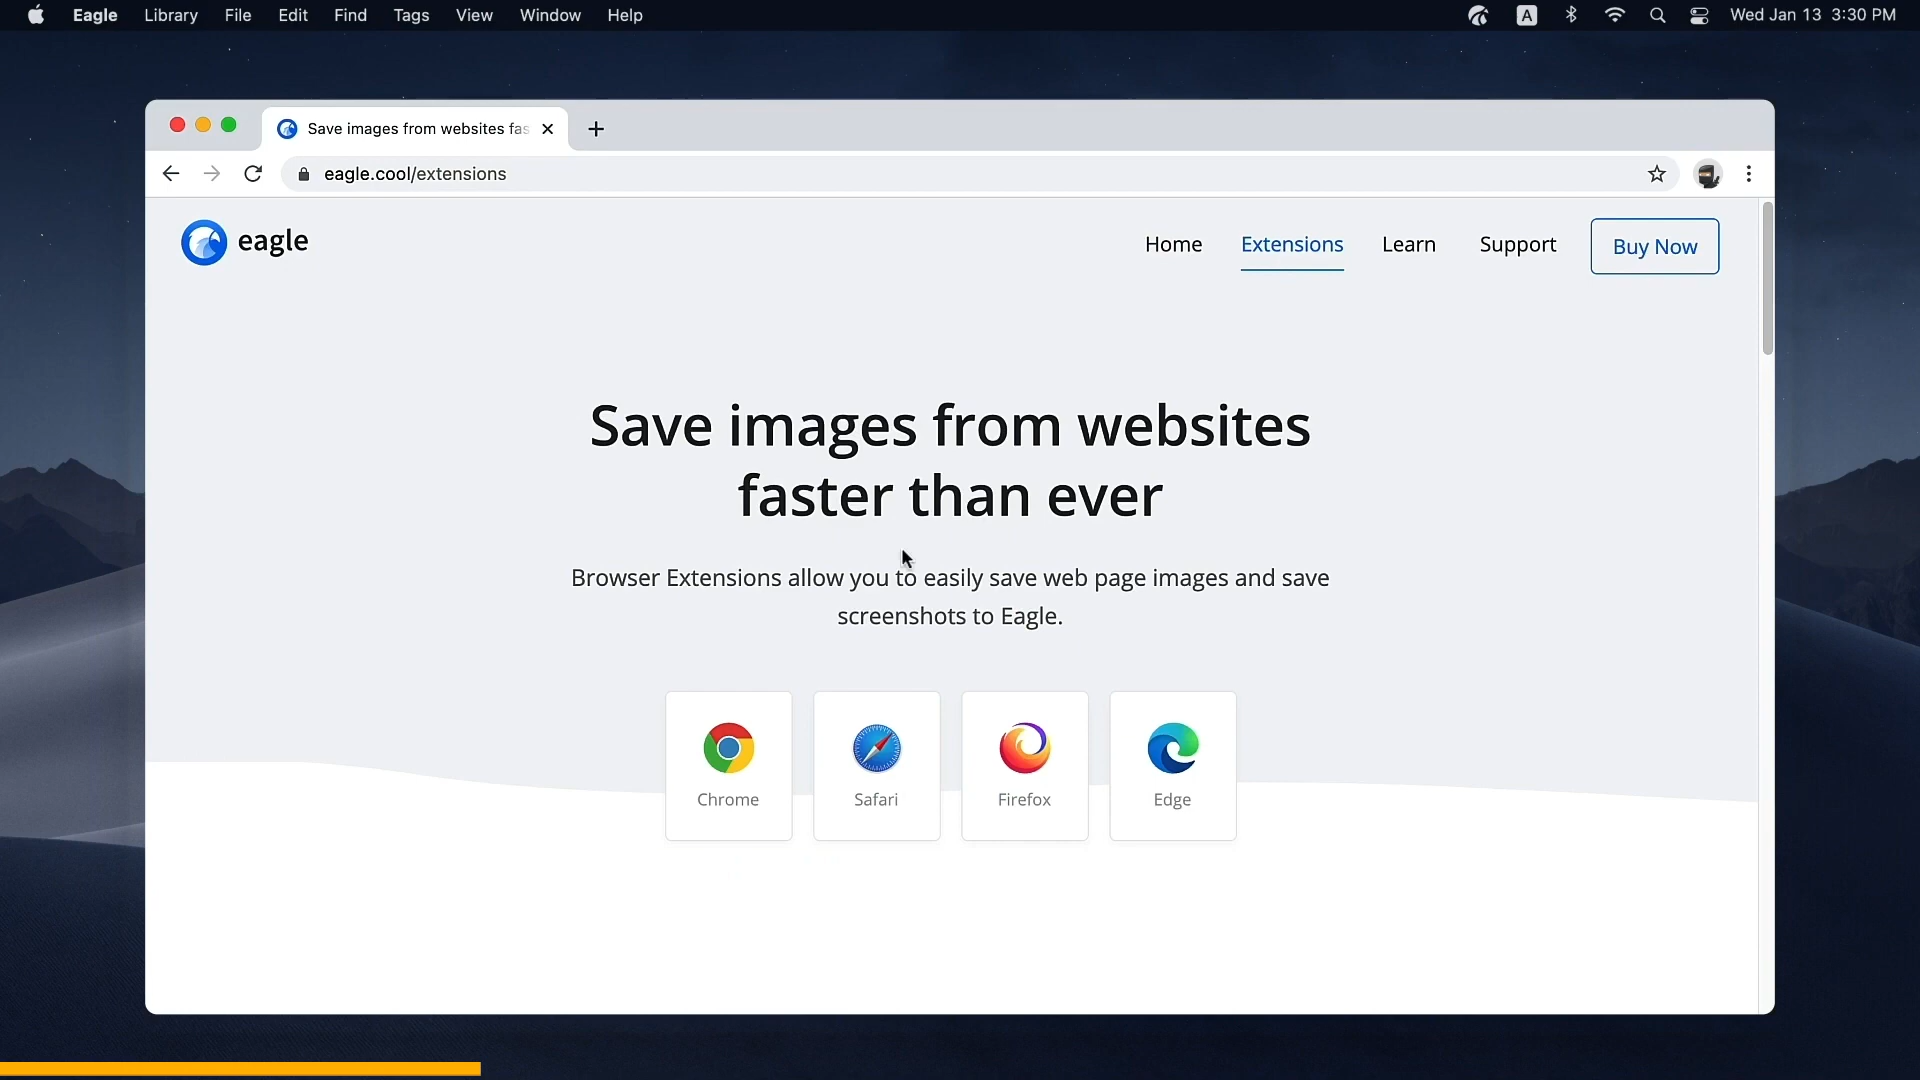 Eagle Library File Edit Find Tags View Window Help A Wed Jan 13 3:30 PM
Save images from websites fas
eagle.cool/extensions
eagle Home Extensions Learn Support Buy Now
Save images from websites
faster than ever
Browser Extensions allow you to easily save web page images and save
screenshots to Eagle.
Chrome Safari Firefox Edge